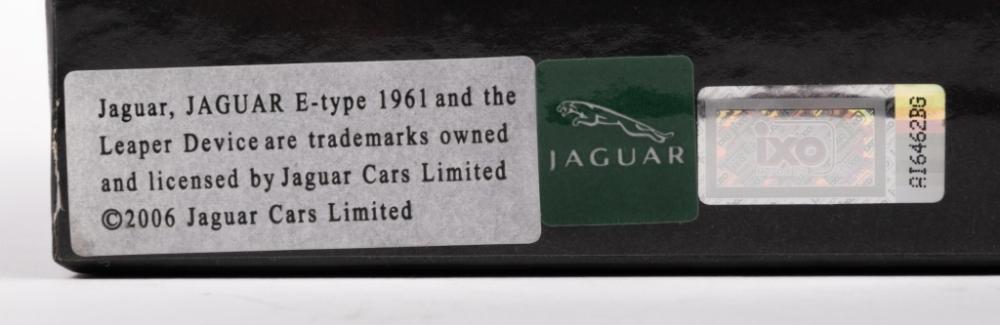 Jaguar, JAGUAR E-type 1961 and the
Leaper Device are trademarks owned
and licensed by Jaguar Cars Limited
©2006 Jaguar Cars Limited
JAGUAR
ixo
AI6462BG